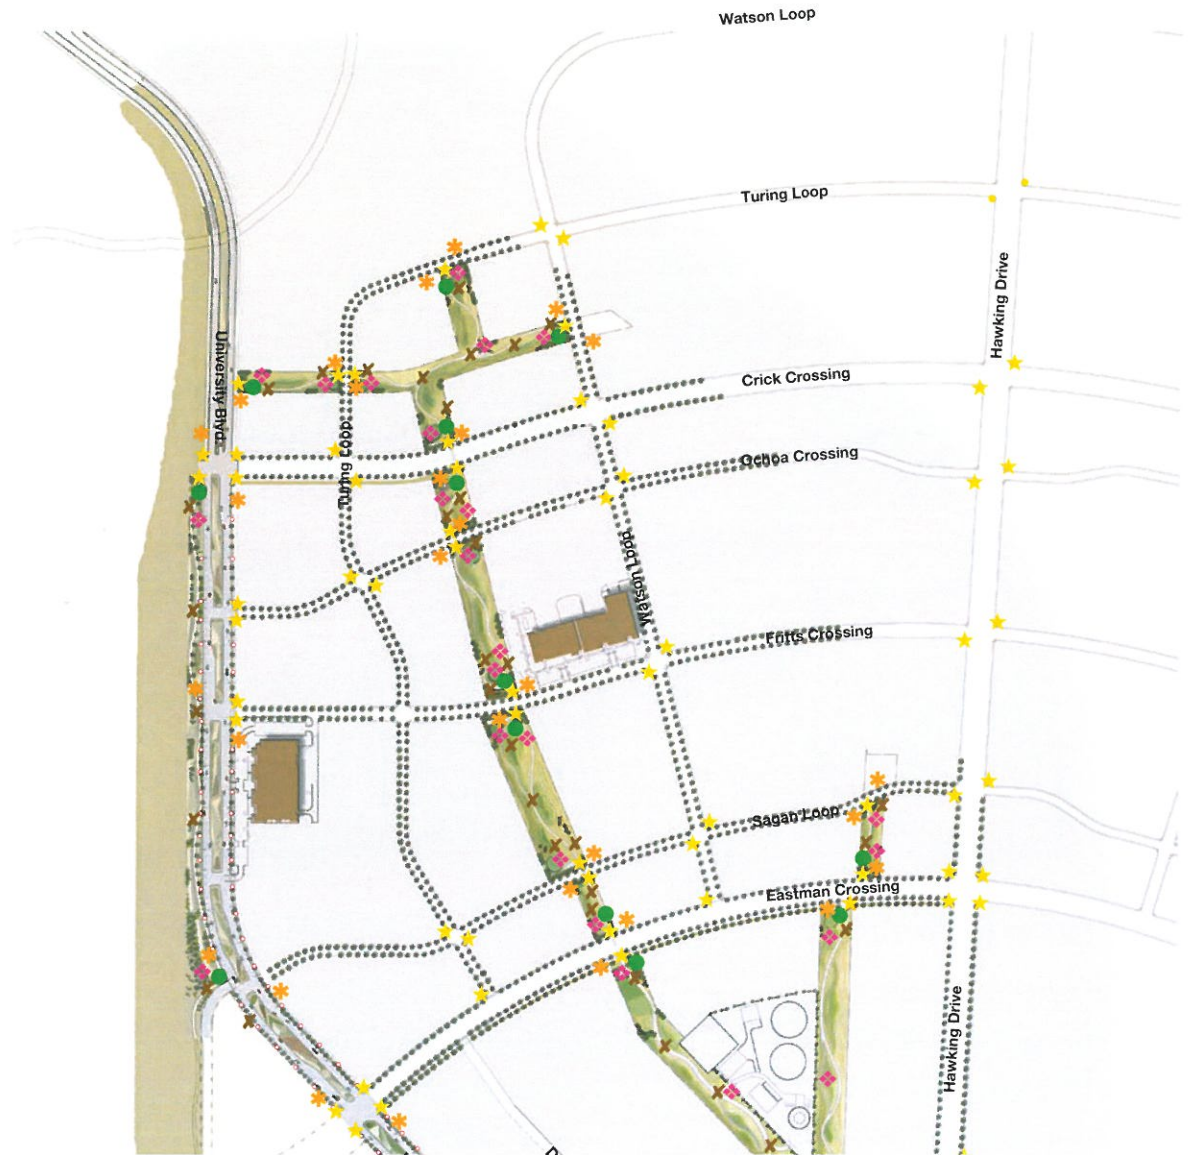 Watson Loop
Turing Loop
Hawking Drive
University Blvd.
Crick Crossing
Turing Loop
Ochoa Crossing
Watson Loop
Fritts Crossing
Sagan Loop
Eastman Crossing
Hawking Drive